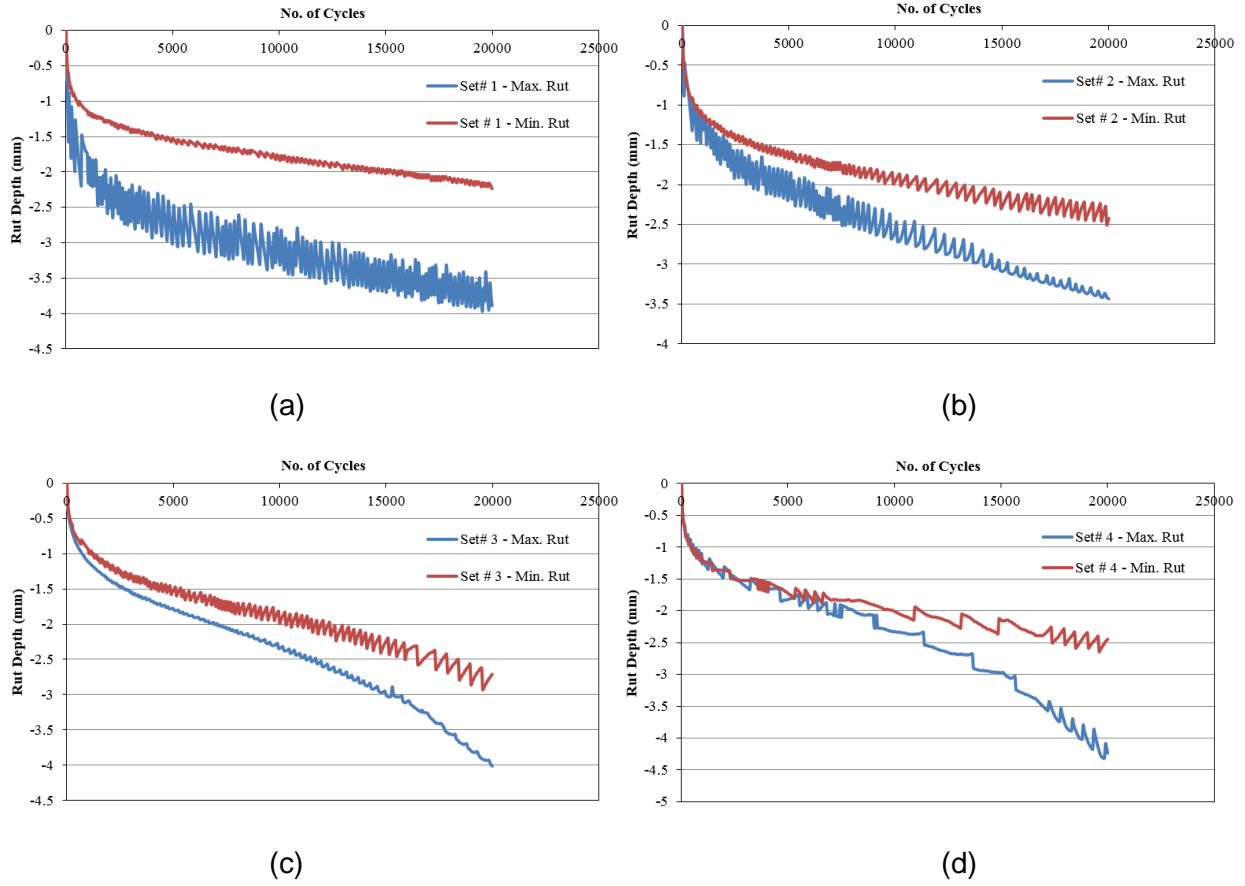 No. of Cycles
0 5000 10000 15000 20000 25000
0
-0.5
-1
-1.5
-2
-2.5
-3
-3.5
-4
-4.5
Rut Depth (mm)
Set# 1 - Max. Rut
Set # 1 - Min. Rut
(a)
No. of Cycles
0 5000 10000 15000 20000 25000
0
-0.5
-1
-1.5
-2
-2.5
-3
-3.5
-4
Rut Depth (mm)
Set# 2 - Max. Rut
Set # 2 - Min. Rut
(b)
No. of Cycles
0 5000 10000 15000 20000 25000
0
-0.5
-1
-1.5
-2
-2.5
-3
-3.5
-4
-4.5
Rut Depth (mm)
Set# 3 - Max. Rut
Set # 3 - Min. Rut
(c)
No. of Cycles
0 5000 10000 15000 20000 25000
0
-0.5
-1
-1.5
-2
-2.5
-3
-3.5
-4
-4.5
-5
Rut Depth (mm)
Set# 4 - Max. Rut
Set # 4 - Min. Rut
(d)